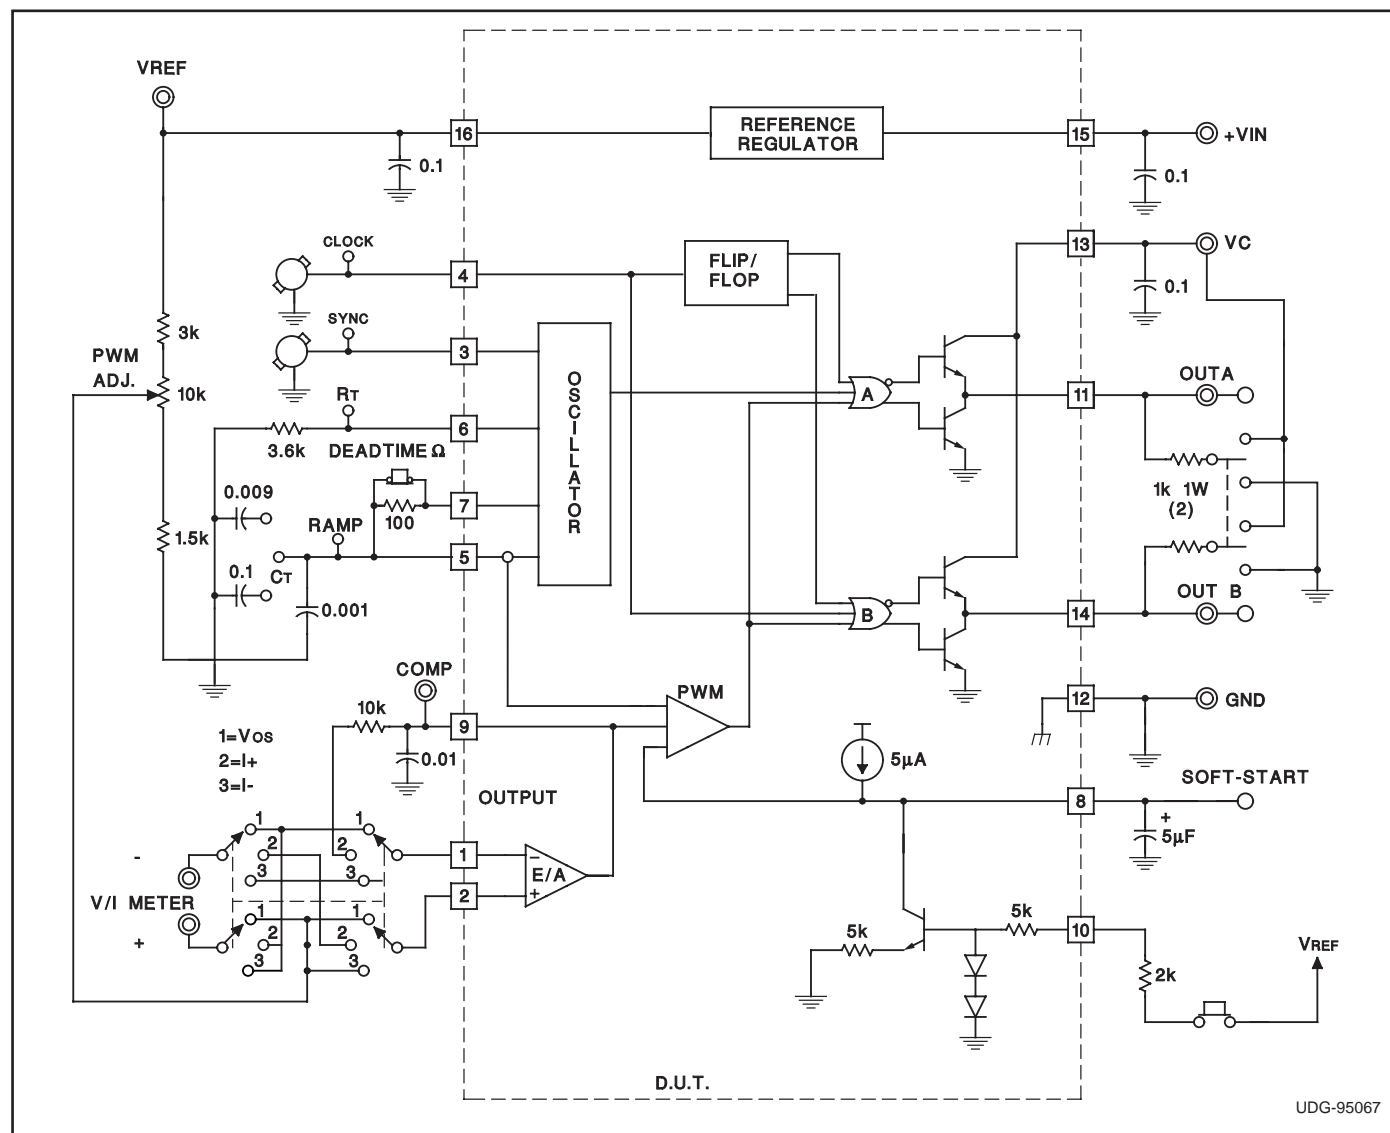 VREF
16
REFERENCE
REGULATOR
15
+VIN
0.1
0.1
CLOCK
4
FLIP/
FLOP
13
VC
0.1
SYNC
3k
3
PWM
ADJ.
10k
OSCILLATOR
RT
A
11
OUTA
3.6k
6
DEADTIME Ω
0.009
100
7
1k 1W
(2)
RAMP
1.5k
5
0.1
CT
0.001
OUT B
B
14
COMP
PWM
10k
9
12
GND
1=VOS
2=I+
3=I-
0.01
5µA
SOFT-START
OUTPUT
8
+
5µF
1
1
2
2
3
3
-
1
−
E/A
+
2
V/I METER
+
1
1
2
2
3
3
5k
5k
10
VREF
2k
D.U.T.
UDG-95067